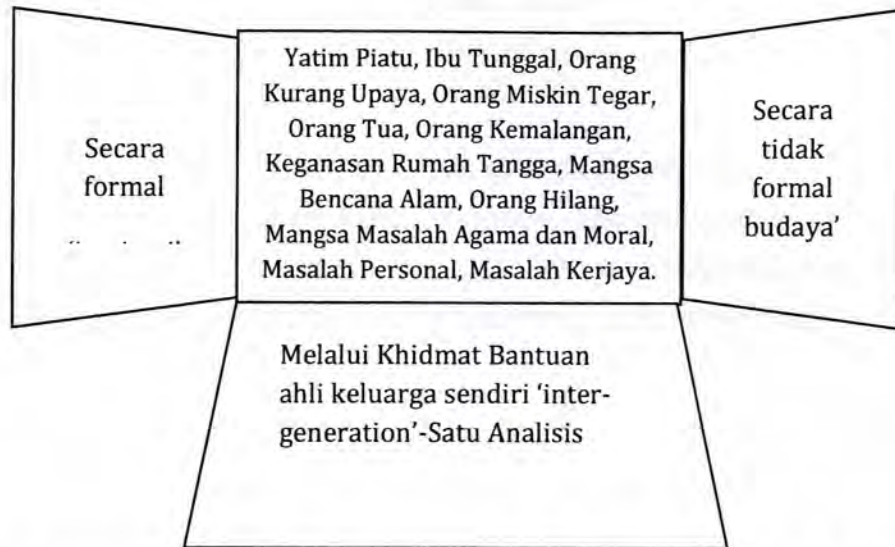 Secara
formal
Yatim Piatu, Ibu Tunggal, Orang
Kurang Upaya, Orang Miskin Tegar,
Orang Tua, Orang Kemalangan,
Keganasan Rumah Tangga, Mangsa
Bencana Alam, Orang Hilang,
Mangsa Masalah Agama dan Moral,
Masalah Personal, Masalah Kerjaya.
Secara
tidak
formal
budaya’
Melalui Khidmat Bantuan
ahli keluarga sendiri ‘inter-
generation’-Satu Analisis